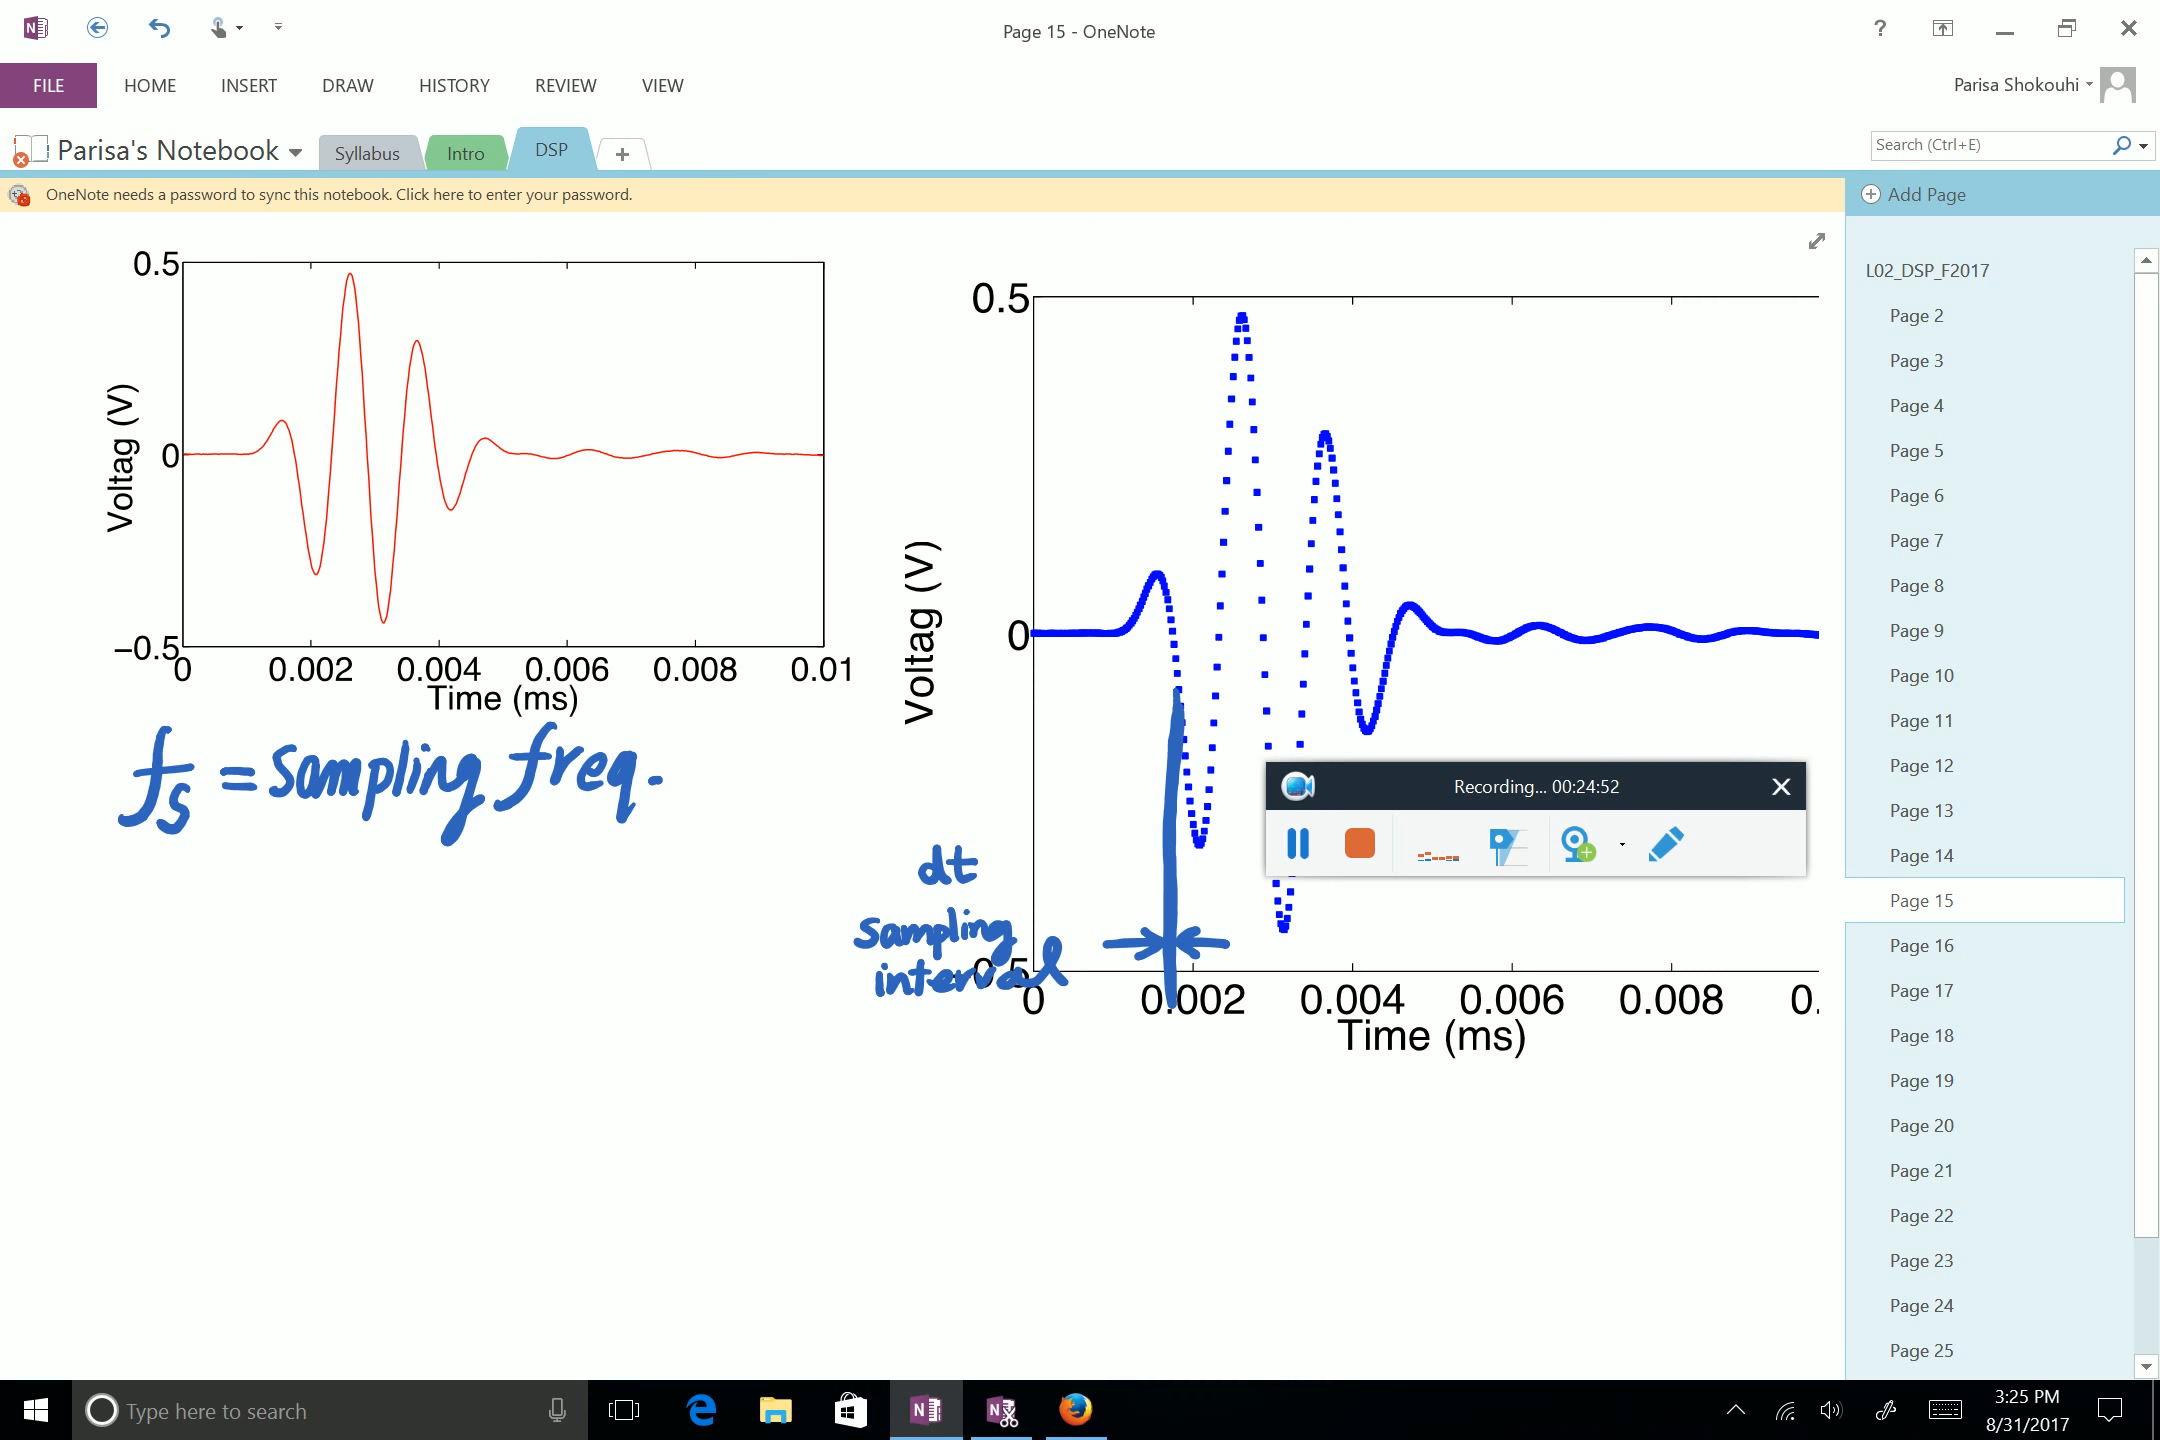 Page 15 - OneNote
?
FILE HOME INSERT DRAW HISTORY REVIEW VIEW
Parisa Shokouhi
Parisa's Notebook
Syllabus
Intro
DSP
+
Search (Ctrl+E)
OneNote needs a password to sync this notebook. Click here to enter your password.
Add Page
L02_DSP_F2017
Page 2
Page 3
Page 4
Page 5
Page 6
Page 7
Page 8
Page 9
Page 10
Page 11
Page 12
Page 13
Page 14
Page 15
Page 16
Page 17
Page 18
Page 19
Page 20
Page 21
Page 22
Page 23
Page 24
Page 25
0.5
0
−0.5
Voltag (V)
0 0.002 0.004 0.006 0.008 0.01
Time (ms)
fs = sampling freq.
0.5
0
Voltag (V)
0 0.002 0.004 0.006 0.008 0.
Time (ms)
dt
sampling
interval
Recording... 00:24:52
Type here to search
3:25 PM
8/31/2017